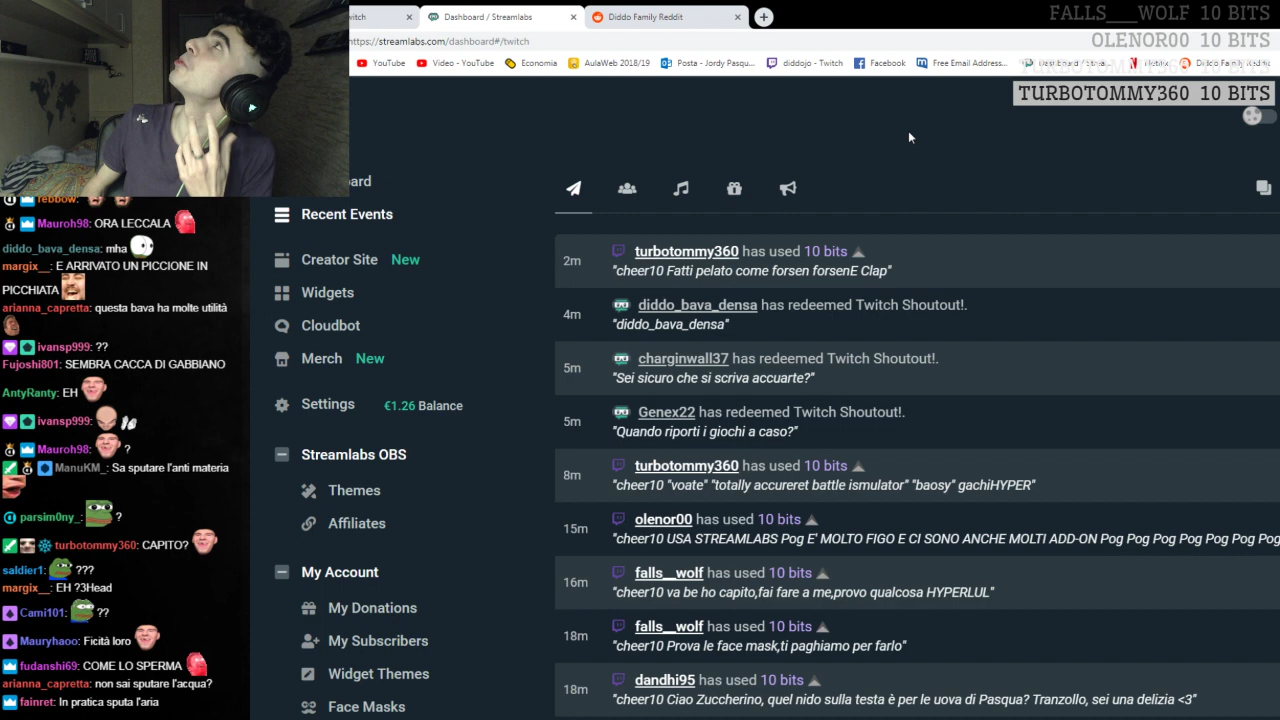 witch
Dashboard / Streamlabs
Diddo Family Reddit
FALLS___WOLF 10 BITS
https://streamlabs.com/dashboard#/twitch
OLENOR00 10 BITS
YouTube
Video - YouTube
Economia
AulaWeb 2018/19
Posta - Jordy Pasqu...
diddojo - Twitch
Facebook
Free Email Address...
Diddo Family Reddit
TURBOTOMMY360 10 BITS
TURBOTOMMY360 10 BITS
rebbow:
Mauroh98: ORA LECCALA
diddo_bava_densa: mha
margix__: E ARRIVATO UN PICCIONE IN
PICCHIATA
arianna_capretta: questa bava ha molte utilità
ivansp999: ??
Fujoshi801: SEMBRA CACCA DI GABBIANO
AntyRanty: EH
ivansp999:
Mauroh98: ?
ManuKM_: Sa sputare l'anti materia
parsim0ny_: ?
turbotommy360: CAPITO?
saldier1: ???
margix__: EH ?3Head
Cami101: ??
Mauryhaoo: Ficità loro
fudanshi69: COME LO SPERMA
arianna_capretta: non sai sputare l'acqua?
fainret: In pratica sputa l'aria
oard
Recent Events
Creator Site New
Widgets
Cloudbot
Merch New
Settings €1.26 Balance
Streamlabs OBS
Themes
Affiliates
My Account
My Donations
My Subscribers
Widget Themes
Face Masks
2m turbotommy360 has used 10 bits
"cheer10 Fatti pelato come forsen forsenE Clap"
4m diddo_bava_densa has redeemed Twitch Shoutout!.
"diddo_bava_densa"
5m charginwall37 has redeemed Twitch Shoutout!.
"Sei sicuro che si scriva accuarte?"
5m Genex22 has redeemed Twitch Shoutout!.
"Quando riporti i giochi a caso?"
8m turbotommy360 has used 10 bits
"cheer10 "voate" "totally accureret battle ismulator" "baosy" gachiHYPER"
15m olenor00 has used 10 bits
"cheer10 USA STREAMLABS Pog E' MOLTO FIGO E CI SONO ANCHE MOLTI ADD-ON Pog Pog Pog Pog Pog Pog
16m falls__wolf has used 10 bits
"cheer10 va be ho capito,fai fare a me,provo qualcosa HYPERLUL"
18m falls__wolf has used 10 bits
"cheer10 Prova le face mask,ti paghiamo per farlo"
18m dandhi95 has used 10 bits
"cheer10 Ciao Zuccherino, quel nido sulla testa è per le uova di Pasqua? Tranzollo, sei una delizia <3"